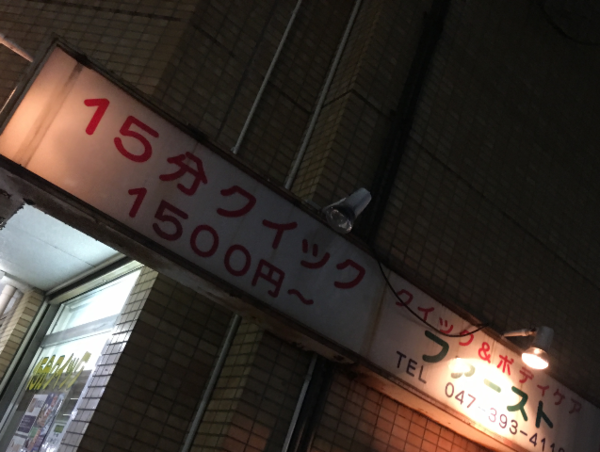 15分クイック
1500円～
クイック&ボディケア
ファースト
TEL 047-393-411